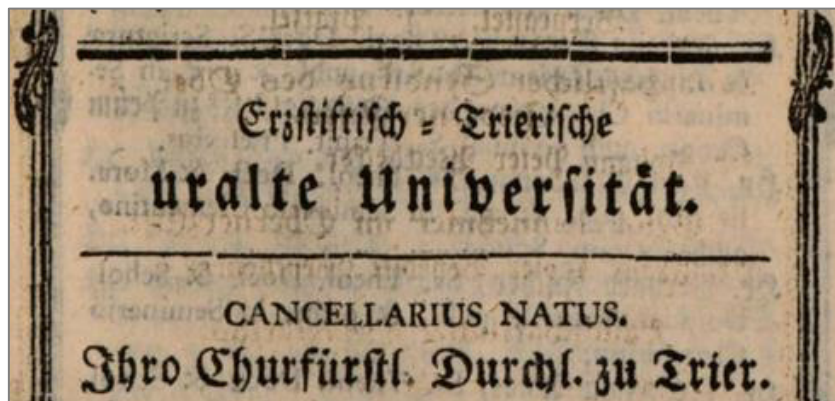 Erzstiftisch = Trierische
uralte Universität.
CANCELLARIUS NATUS.
Ihro Churfürstl. Durchl. zu Trier.